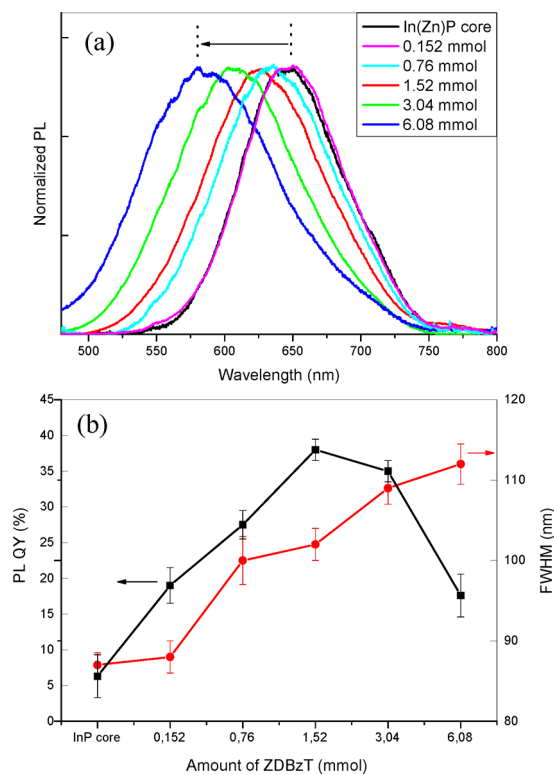 (a)
In(Zn)P core
0.152 mmol
0.76 mmol
1.52 mmol
3.04 mmol
6.08 mmol
Normalized PL
500 550 600 650 700 750 800
Wavelength (nm)
(b)
45 120
40
35 110
30
25
20 100
15
10 90
5
0 80
PL QY (%)
FWHM (nm)
InP core 0,152 0,76 1,52 3,04 6,08
Amount of ZDBzT (mmol)